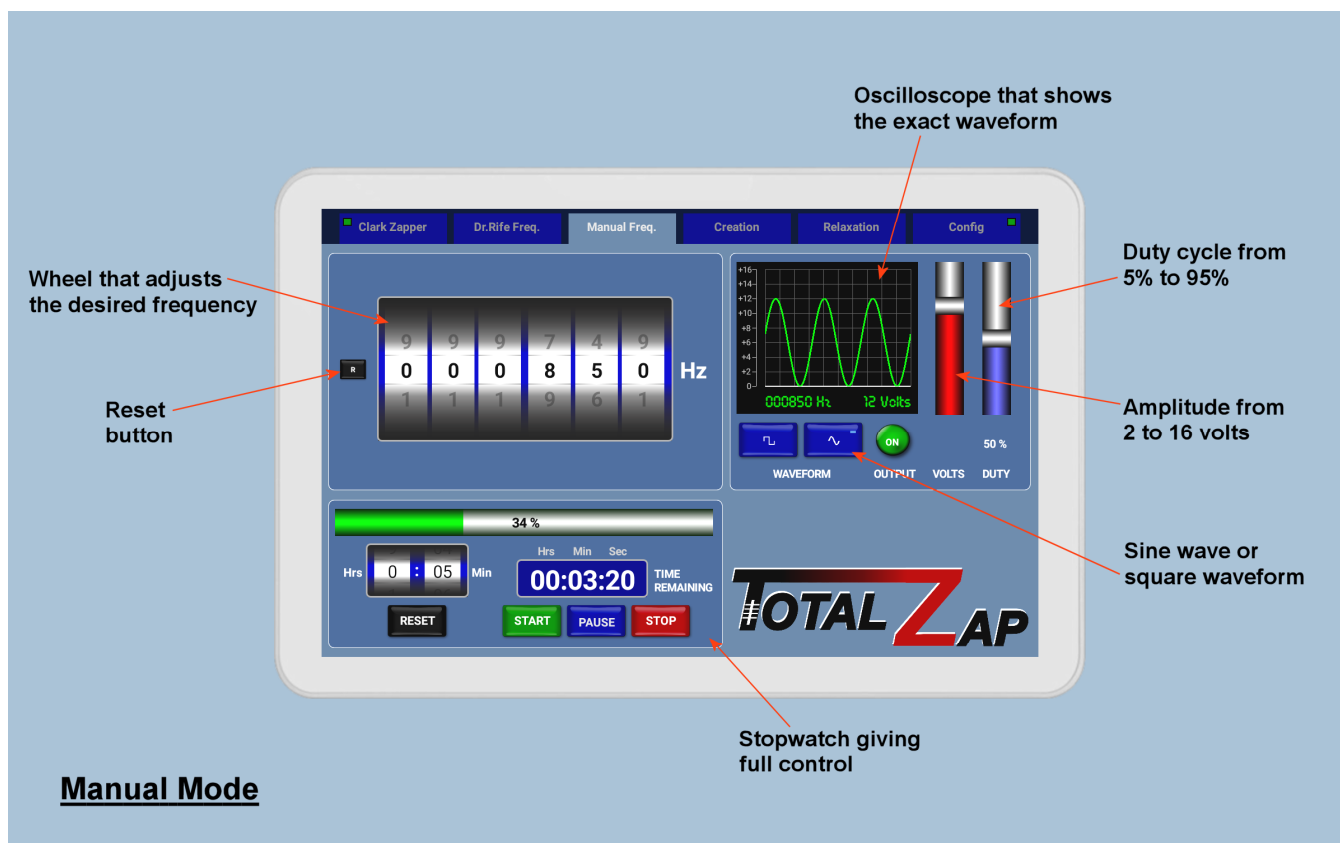 Oscilloscope that shows
the exact waveform
Clark Zapper
Dr.Rife Freq.
Manual Freq.
Creation
Relaxation
Config
Wheel that adjusts
the desired frequency
Duty cycle from
5% to 95%
+16
+14
+12
+10
+8
+6
+4
+2
0
9 9 9 7 4 9
R 0 0 0 8 5 0 Hz
1 1 1 9 6 1
000850 Hz 12 Volts
Reset
button
Amplitude from
2 to 16 volts
ON
50 %
WAVEFORM OUTPUT VOLTS DUTY
34 %
Hrs Min Sec
Hrs 0 : 05 Min
00:03:20
TIME
REMAINING
RESET START PAUSE STOP
Sine wave or
square waveform
TOTAL ZAP
Stopwatch giving
full control
Manual Mode